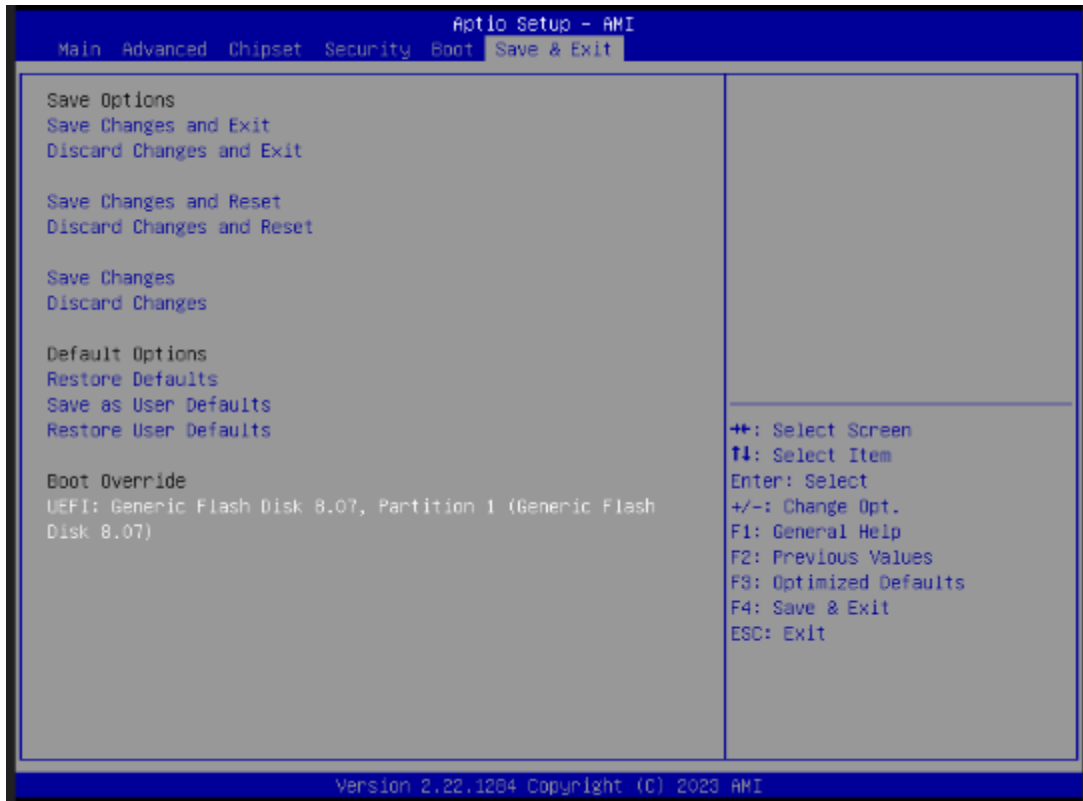 Aptio Setup - AMI
Main Advanced Chipset Security Boot Save & Exit
Save Options
Save Changes and Exit
Discard Changes and Exit
Save Changes and Reset
Discard Changes and Reset
Save Changes
Discard Changes
Default Options
Restore Defaults
Save as User Defaults
Restore User Defaults
Boot Override
UEFI: Generic Flash Disk 8.07, Partition 1 (Generic Flash
Disk 8.07)
→←: Select Screen
↑↓: Select Item
Enter: Select
+/-: Change Opt.
F1: General Help
F2: Previous Values
F3: Optimized Defaults
F4: Save & Exit
ESC: Exit
Version 2.22.1284 Copyright (C) 2023 AMI